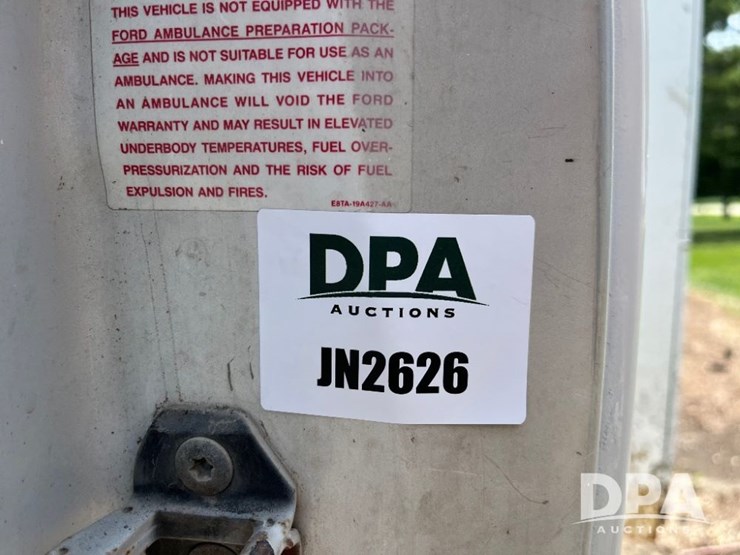 THIS VEHICLE IS NOT EQUIPPED WITH THE
FORD AMBULANCE PREPARATION PACK-
AGE AND IS NOT SUITABLE FOR USE AS AN
AMBULANCE. MAKING THIS VEHICLE INTO
AN AMBULANCE WILL VOID THE FORD
WARRANTY AND MAY RESULT IN ELEVATED
UNDERBODY TEMPERATURES, FUEL OVER-
PRESSURIZATION AND THE RISK OF FUEL
EXPULSION AND FIRES.
E8TA-19A427-AA
DPA
AUCTIONS
JN2626
DPA
AUCTIONS